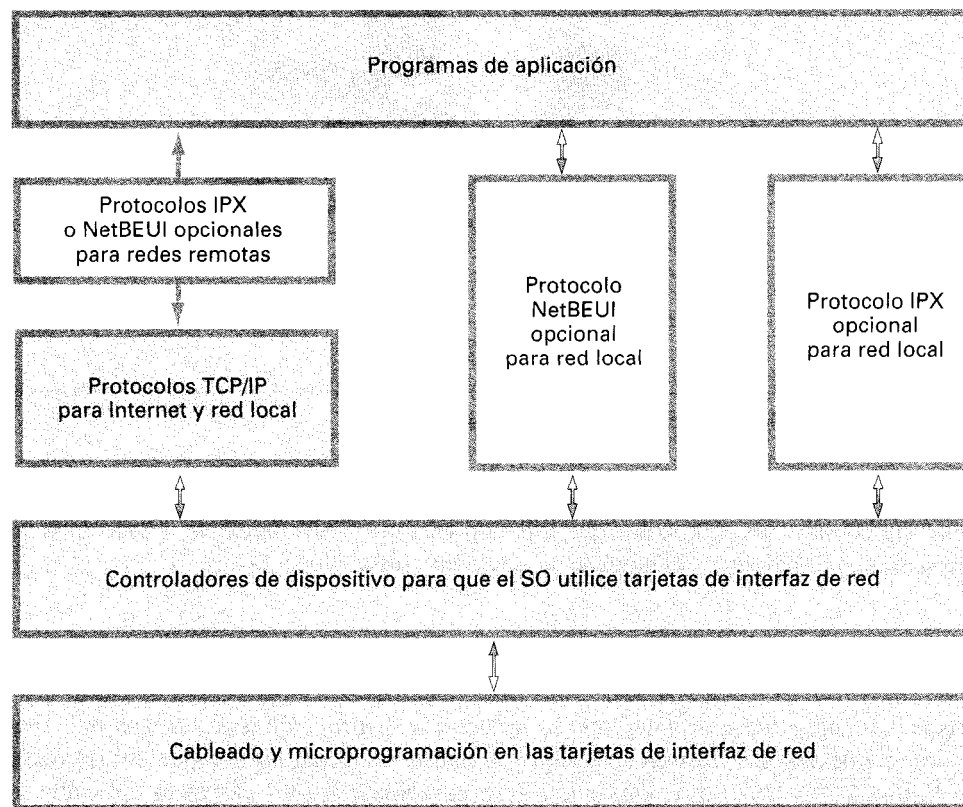 Programas de aplicación
Protocolos IPX
o NetBEUI opcionales
para redes remotas
Protocolo
NetBEUI
opcional
para red local
Protocolo IPX
opcional
para red local
Protocolos TCP/IP
para Internet y red local
Controladores de dispositivo para que el SO utilice tarjetas de interfaz de red
Cableado y microprogramación en las tarjetas de interfaz de red